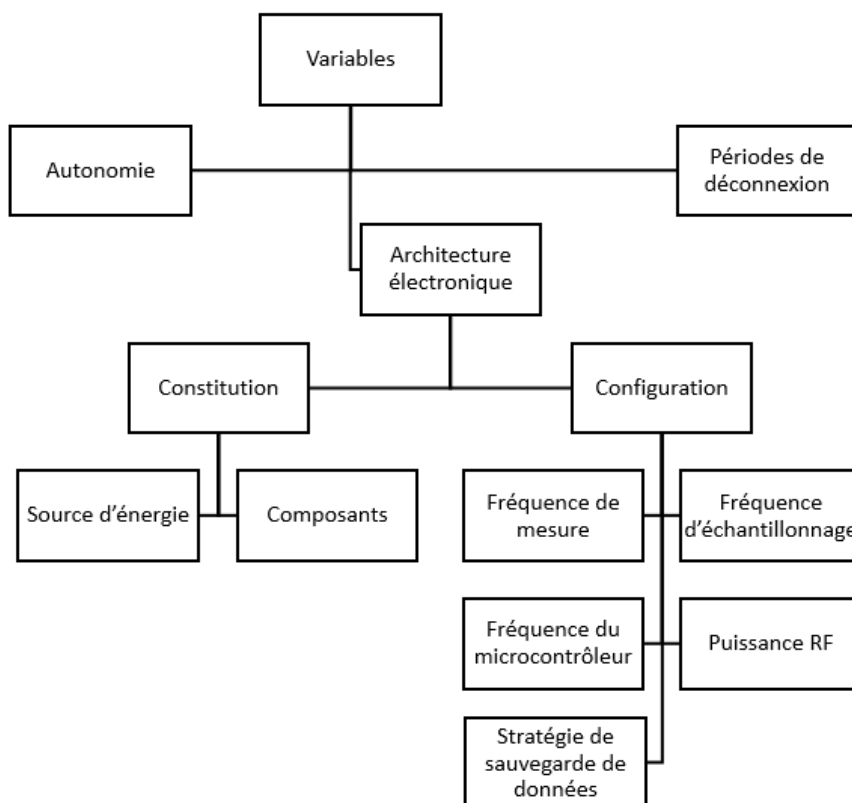 Variables
Autonomie
Périodes de
déconnexion
Architecture
électronique
Constitution
Configuration
Source d'énergie
Composants
Fréquence de
mesure
Fréquence
d'échantillonnage
Fréquence du
microcontrôleur
Puissance RF
Stratégie de
sauvegarde de
données